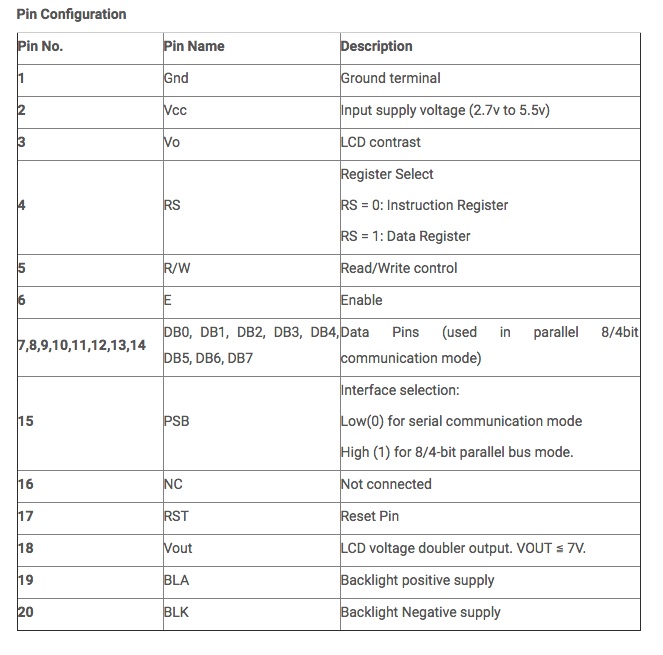 Pin Configuration
Pin No. Pin Name Description
1 Gnd Ground terminal
2 Vcc Input supply voltage (2.7v to 5.5v)
3 Vo LCD contrast
4 RS Register Select
RS = 0: Instruction Register
RS = 1: Data Register
5 R/W Read/Write control
6 E Enable
7,8,9,10,11,12,13,14 DB0, DB1, DB2, DB3, DB4, Data Pins (used in parallel 8/4bit
DB5, DB6, DB7 communication mode)
15 PSB Interface selection:
Low(0) for serial communication mode
High (1) for 8/4-bit parallel bus mode.
16 NC Not connected
17 RST Reset Pin
18 Vout LCD voltage doubler output. VOUT ≤ 7V.
19 BLA Backlight positive supply
20 BLK Backlight Negative supply